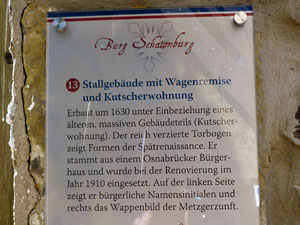 Burg Schaumburg
13 Stallgebäude mit Wagenremise
und Kutscherwohnung
Erbaut um 1630 unter Einbeziehung eines
älteren, massiven Gebäudeteils (Kutscher-
wohnung). Der reich verzierte Torbogen
zeigt Formen der Spätrenaissance. Er
stammt aus einem Osnabrücker Bürger-
haus und wurde bei der Renovierung im
Jahr 1910 eingesetzt. Auf der linken Seite
zeigt er bürgerliche Namensinitialen und
rechts das Wappenbild der Metzgerzunft.